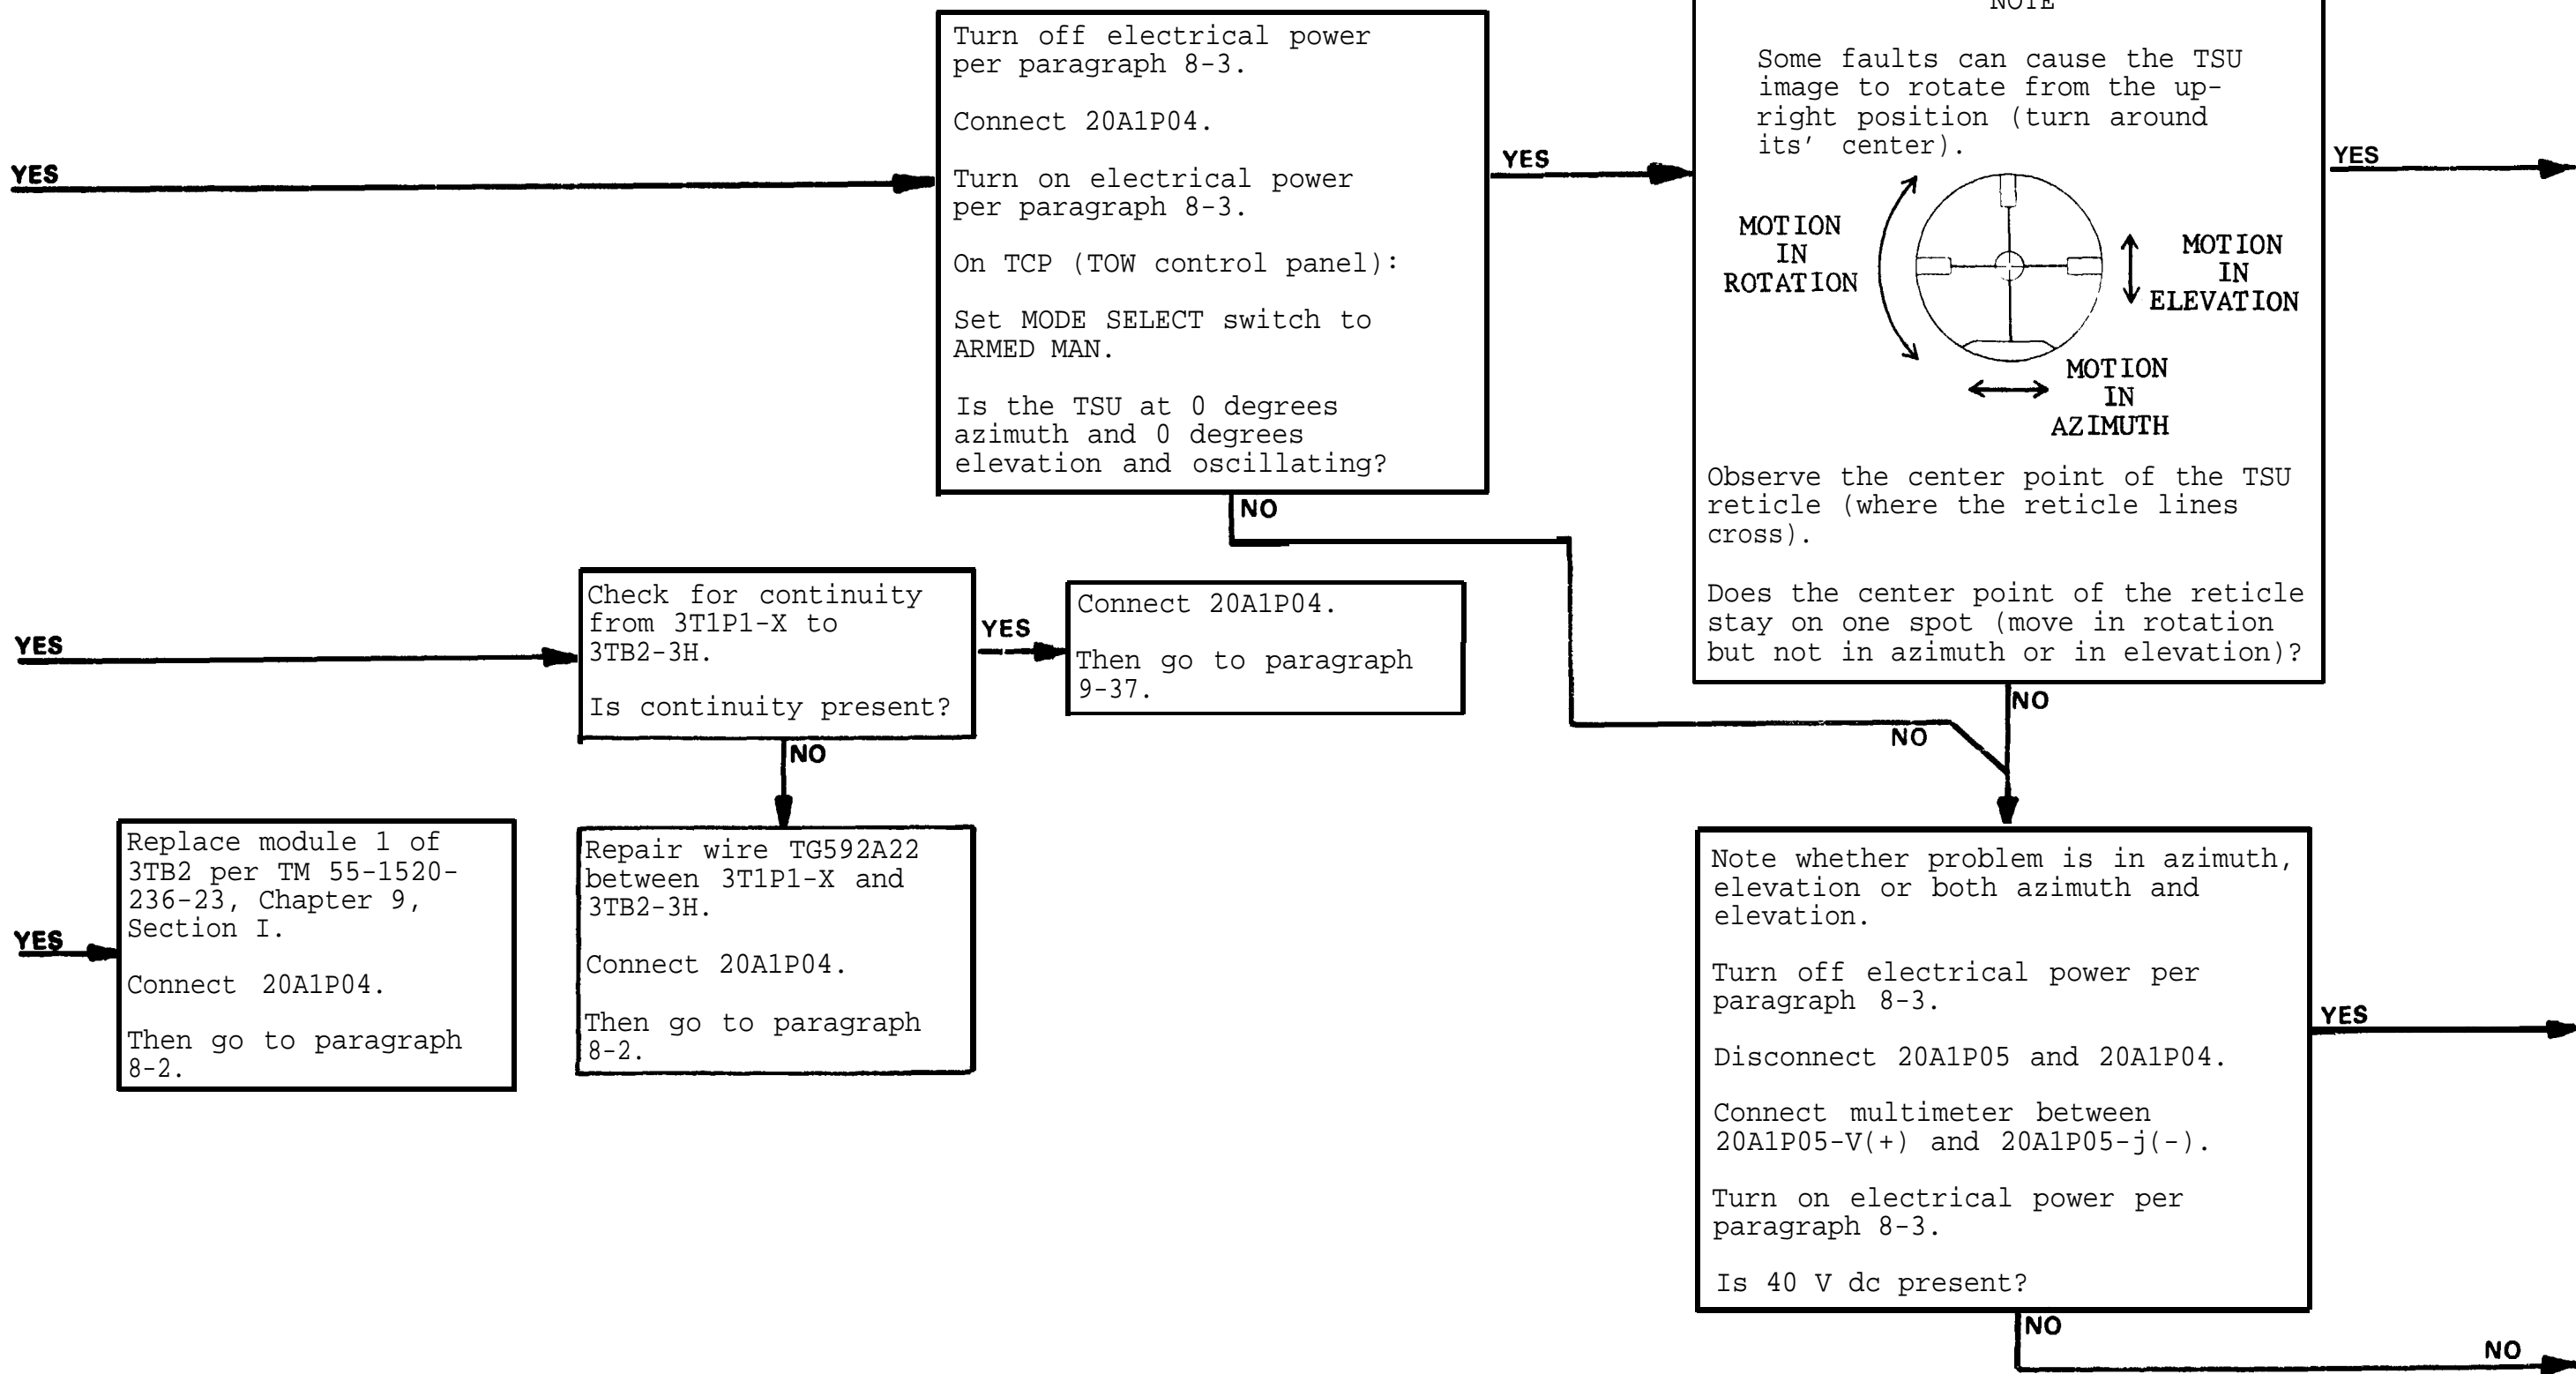 YES
Turn off electrical power
per paragraph 8-3.
Connect 20A1P04.
Turn on electrical power
per paragraph 8-3.
On TCP (TOW control panel):
Set MODE SELECT switch to
ARMED MAN.
Is the TSU at 0 degrees
azimuth and 0 degrees
elevation and oscillating?
YES
NO
NOTE
Some faults can cause the TSU
image to rotate from the up-
right position (turn around
its' center).
MOTION
IN
ROTATION
MOTION
IN
ELEVATION
MOTION
IN
AZIMUTH
Observe the center point of the TSU
reticle (where the reticle lines
cross).
Does the center point of the reticle
stay on one spot (move in rotation
but not in azimuth or in elevation)?
YES
NO
NO
YES
Check for continuity
from 3T1P1-X to
3TB2-3H.
Is continuity present?
YES
Connect 20A1P04.
Then go to paragraph
9-37.
NO
YES
Replace module 1 of
3TB2 per TM 55-1520-
236-23, Chapter 9,
Section I.
Connect 20A1P04.
Then go to paragraph
8-2.
Repair wire TG592A22
between 3T1P1-X and
3TB2-3H.
Connect 20A1P04.
Then go to paragraph
8-2.
Note whether problem is in azimuth,
elevation or both azimuth and
elevation.
Turn off electrical power per
paragraph 8-3.
Disconnect 20A1P05 and 20A1P04.
Connect multimeter between
20A1P05-V(+) and 20A1P05-j(-).
Turn on electrical power per
paragraph 8-3.
Is 40 V dc present?
YES
NO
NO